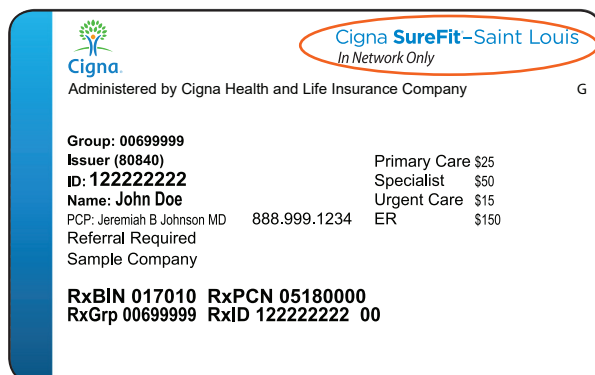 Cigna SureFit®-Saint Louis
In Network Only
Cigna®
Administered by Cigna Health and Life Insurance Company G
Group: 00699999
Issuer (80840)
ID: 122222222
Name: John Doe
PCP: Jeremiah B Johnson MD 888.999.1234
Referral Required
Sample Company
Primary Care $25
Specialist $50
Urgent Care $15
ER $150
RxBIN 017010 RxPCN 05180000
RxGrp 00699999 RxID 122222222 00